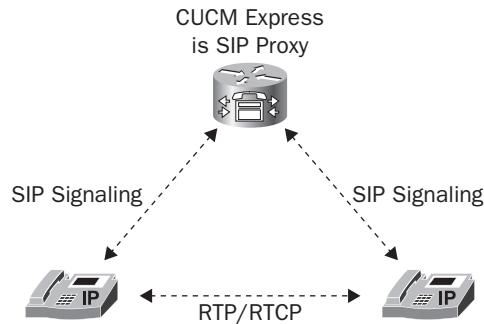 CUCM Express
is SIP Proxy
SIP Signaling
SIP Signaling
IP
IP
RTP/RTCP